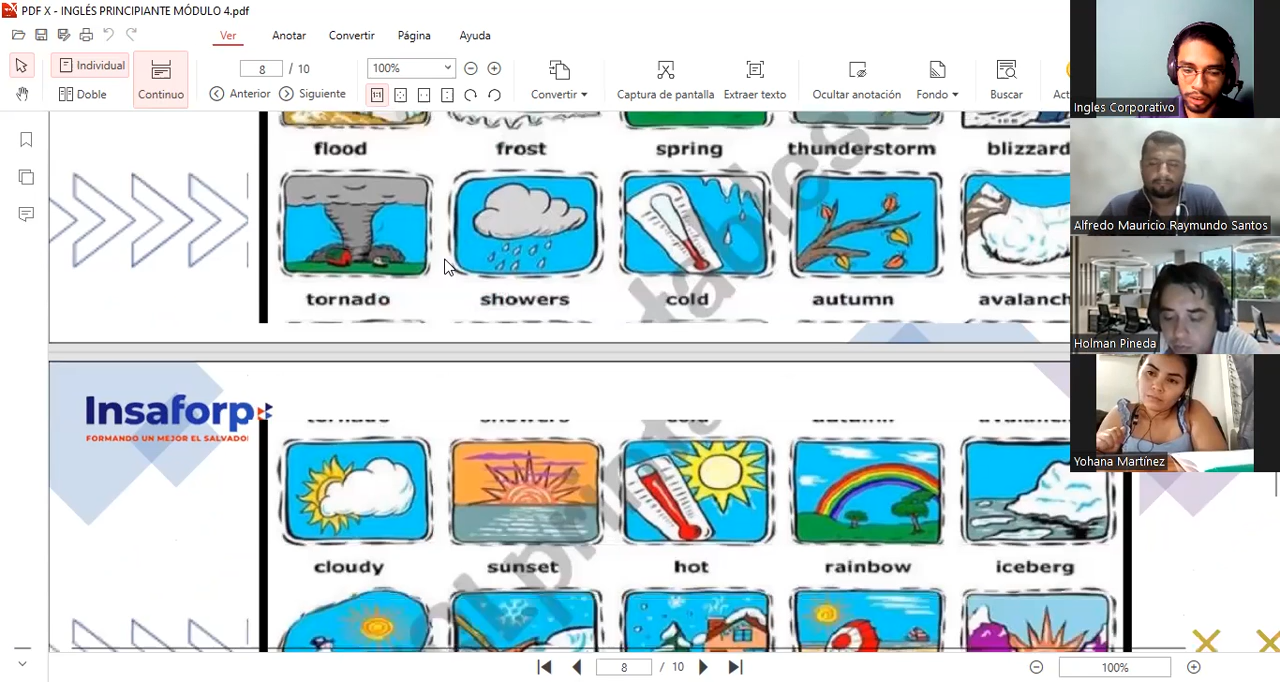 PDF X - INGLÉS PRINCIPIANTE MÓDULO 4.pdf
Ver Anotar Convertir Página Ayuda
Individual
Doble
Continuo
8 / 10
Anterior Siguiente
100%
Convertir
Captura de pantalla
Extraer texto
Ocultar anotación
Fondo
Buscar
Ingles Corporativo
Alfredo Mauricio Raymundo Santos
Holman Pineda
Yohana Martínez
flood frost spring thunderstorm blizzard
tornado showers cold autumn avalanch
Insaforp
FORMANDO UN MEJOR EL SALVADO
cloudy sunset hot rainbow iceberg
8 / 10
100%